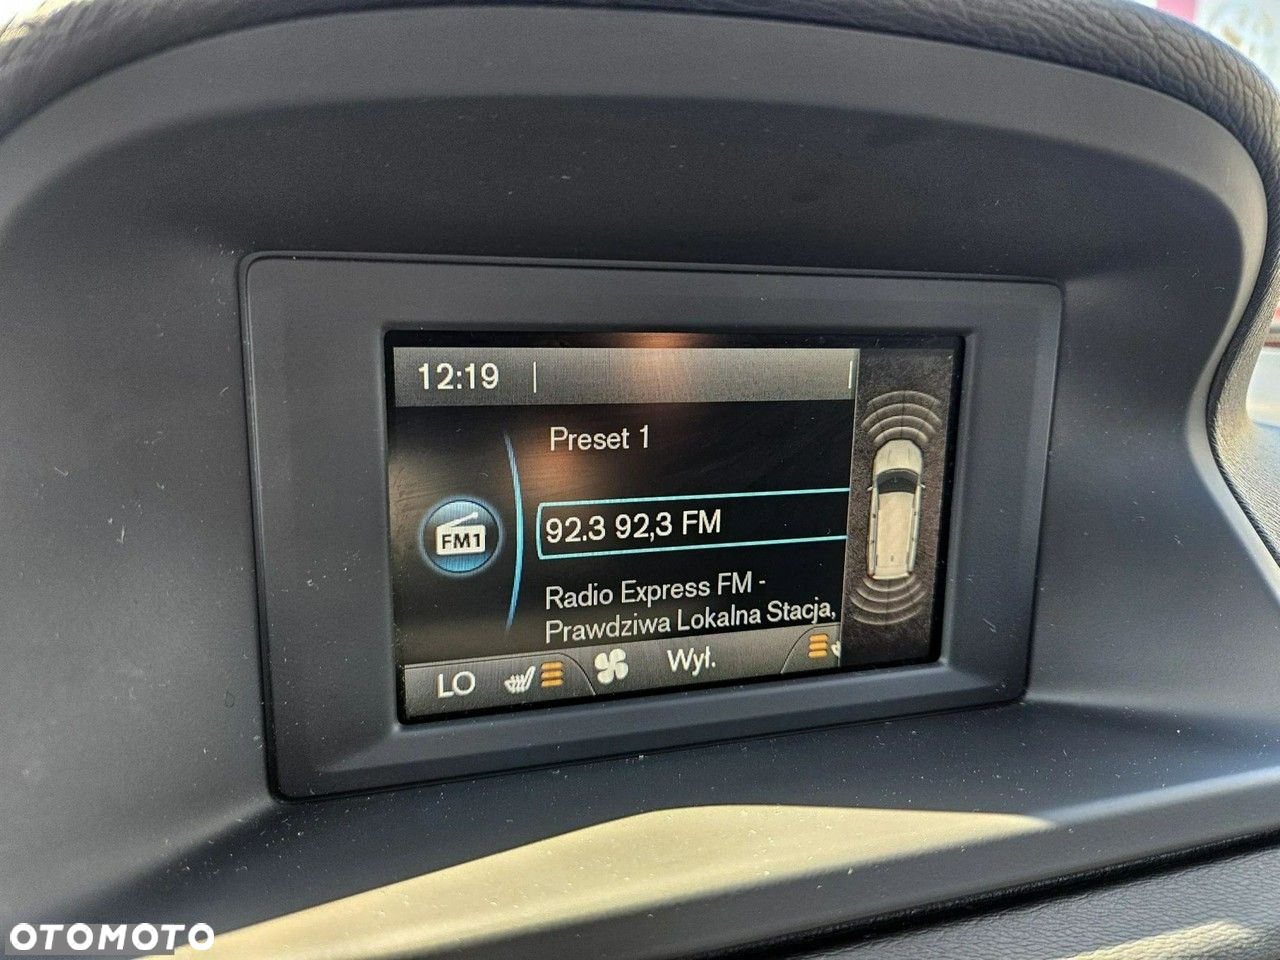 12:19
Preset 1
FM1
92.3 92,3 FM
Radio Express FM -
Prawdziwa Lokalna Stacja,
LO
Wył.
OTOMOTO